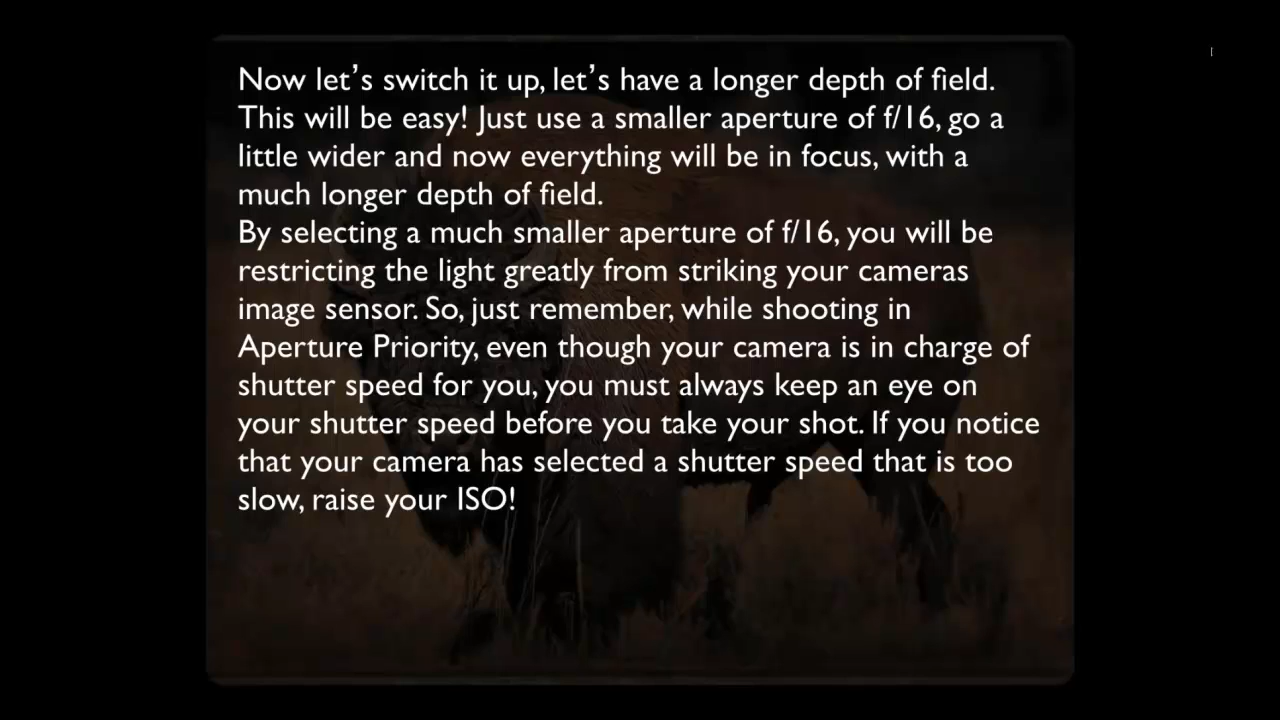 Now let’s switch it up, let’s have a longer depth of field.
This will be easy! Just use a smaller aperture of f/16, go a
little wider and now everything will be in focus, with a
much longer depth of field.
By selecting a much smaller aperture of f/16, you will be
restricting the light greatly from striking your cameras
image sensor. So, just remember, while shooting in
Aperture Priority, even though your camera is in charge of
shutter speed for you, you must always keep an eye on
your shutter speed before you take your shot. If you notice
that your camera has selected a shutter speed that is too
slow, raise your ISO!